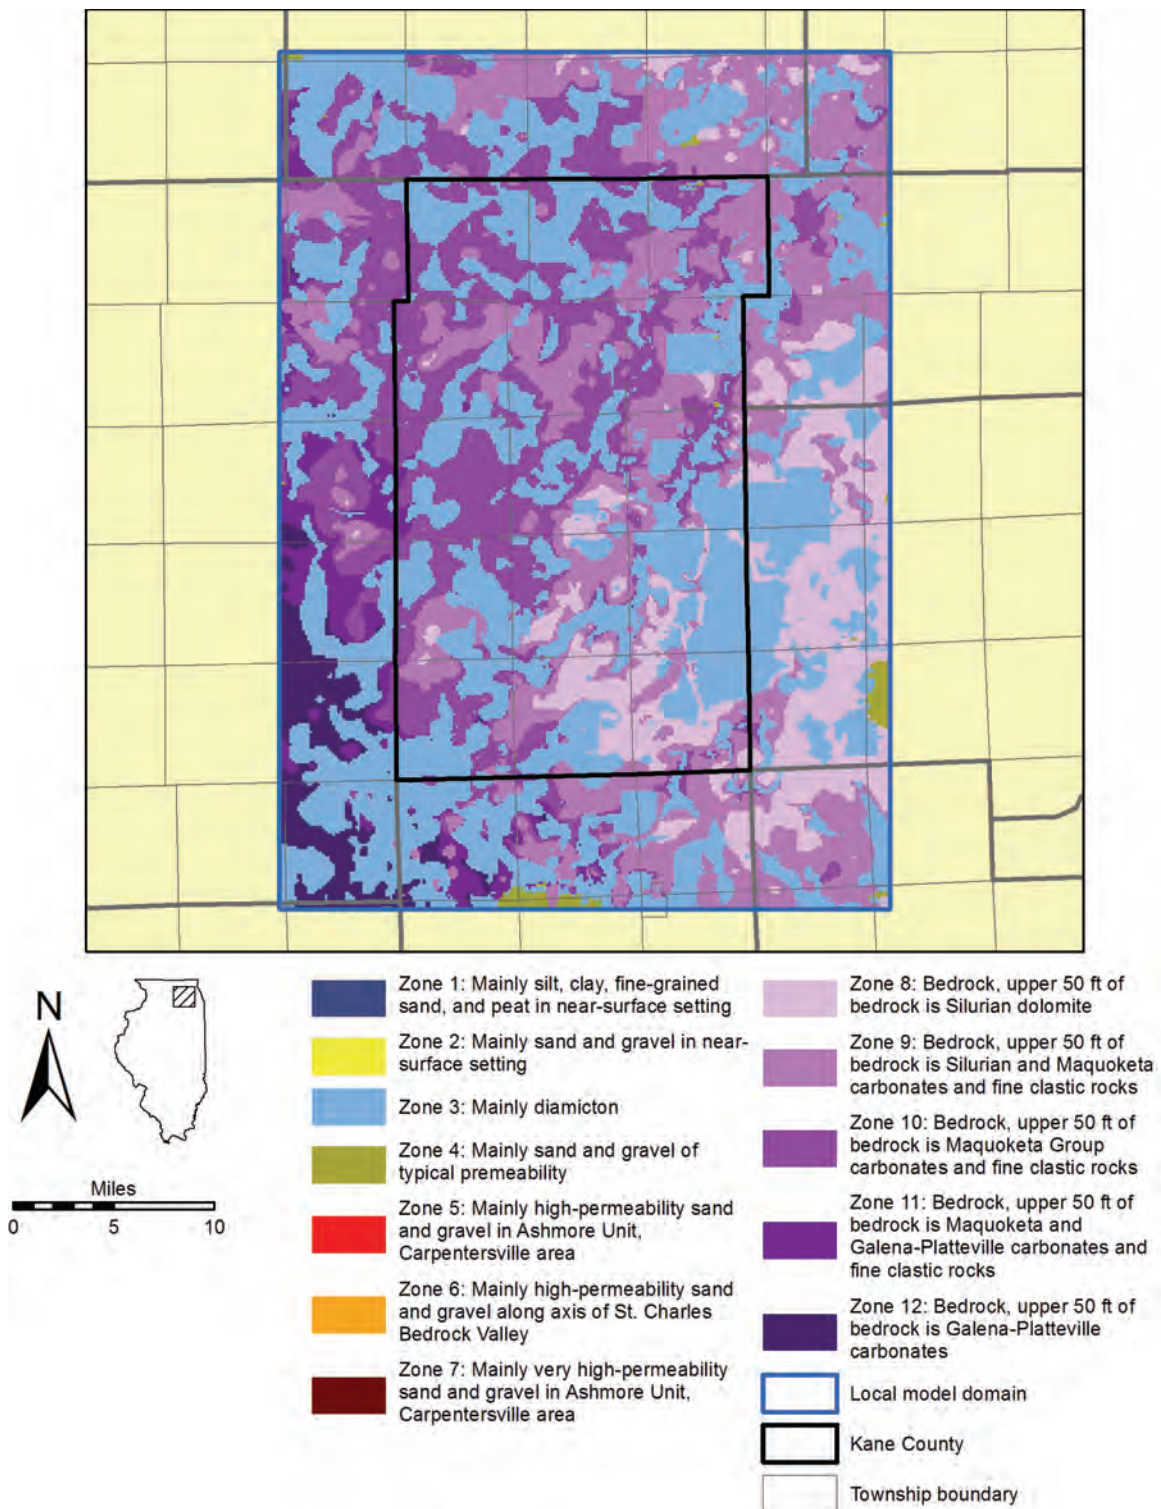 N
Miles
0
5
10
Zone 1: Mainly silt, clay, fine-grained
sand, and peat in near-surface setting
Zone 2: Mainly sand and gravel in near-
surface setting
Zone 3: Mainly diamicton
Zone 4: Mainly sand and gravel of
typical premeability
Zone 5: Mainly high-permeability sand
and gravel in Ashmore Unit,
Carpentersville area
Zone 6: Mainly high-permeability sand
and gravel along axis of St. Charles
Bedrock Valley
Zone 7: Mainly very high-permeability
sand and gravel in Ashmore Unit,
Carpentersville area
Zone 8: Bedrock, upper 50 ft of
bedrock is Silurian dolomite
Zone 9: Bedrock, upper 50 ft of
bedrock is Silurian and Maquoketa
carbonates and fine clastic rocks
Zone 10: Bedrock, upper 50 ft of
bedrock is Maquoketa Group
carbonates and fine clastic rocks
Zone 11: Bedrock, upper 50 ft of
bedrock is Maquoketa and
Galena-Platteville carbonates and
fine clastic rocks
Zone 12: Bedrock, upper 50 ft of
bedrock is Galena-Platteville
carbonates
Local model domain
Kane County
Township boundary